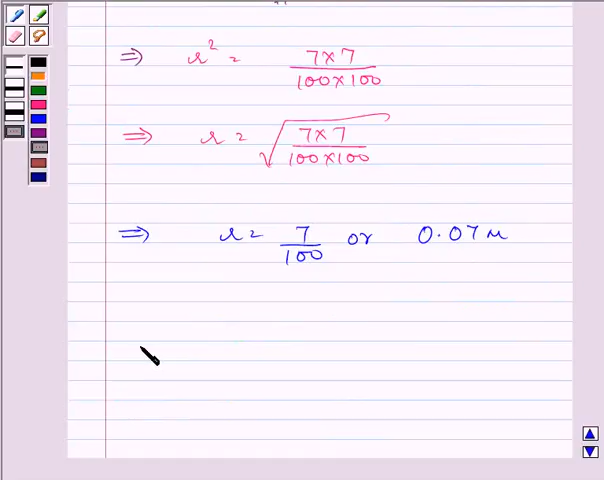 ⇒ r² = 7×7/100×100
⇒ r = √7×7/100×100
⇒ r = 7/100 or 0.07 m